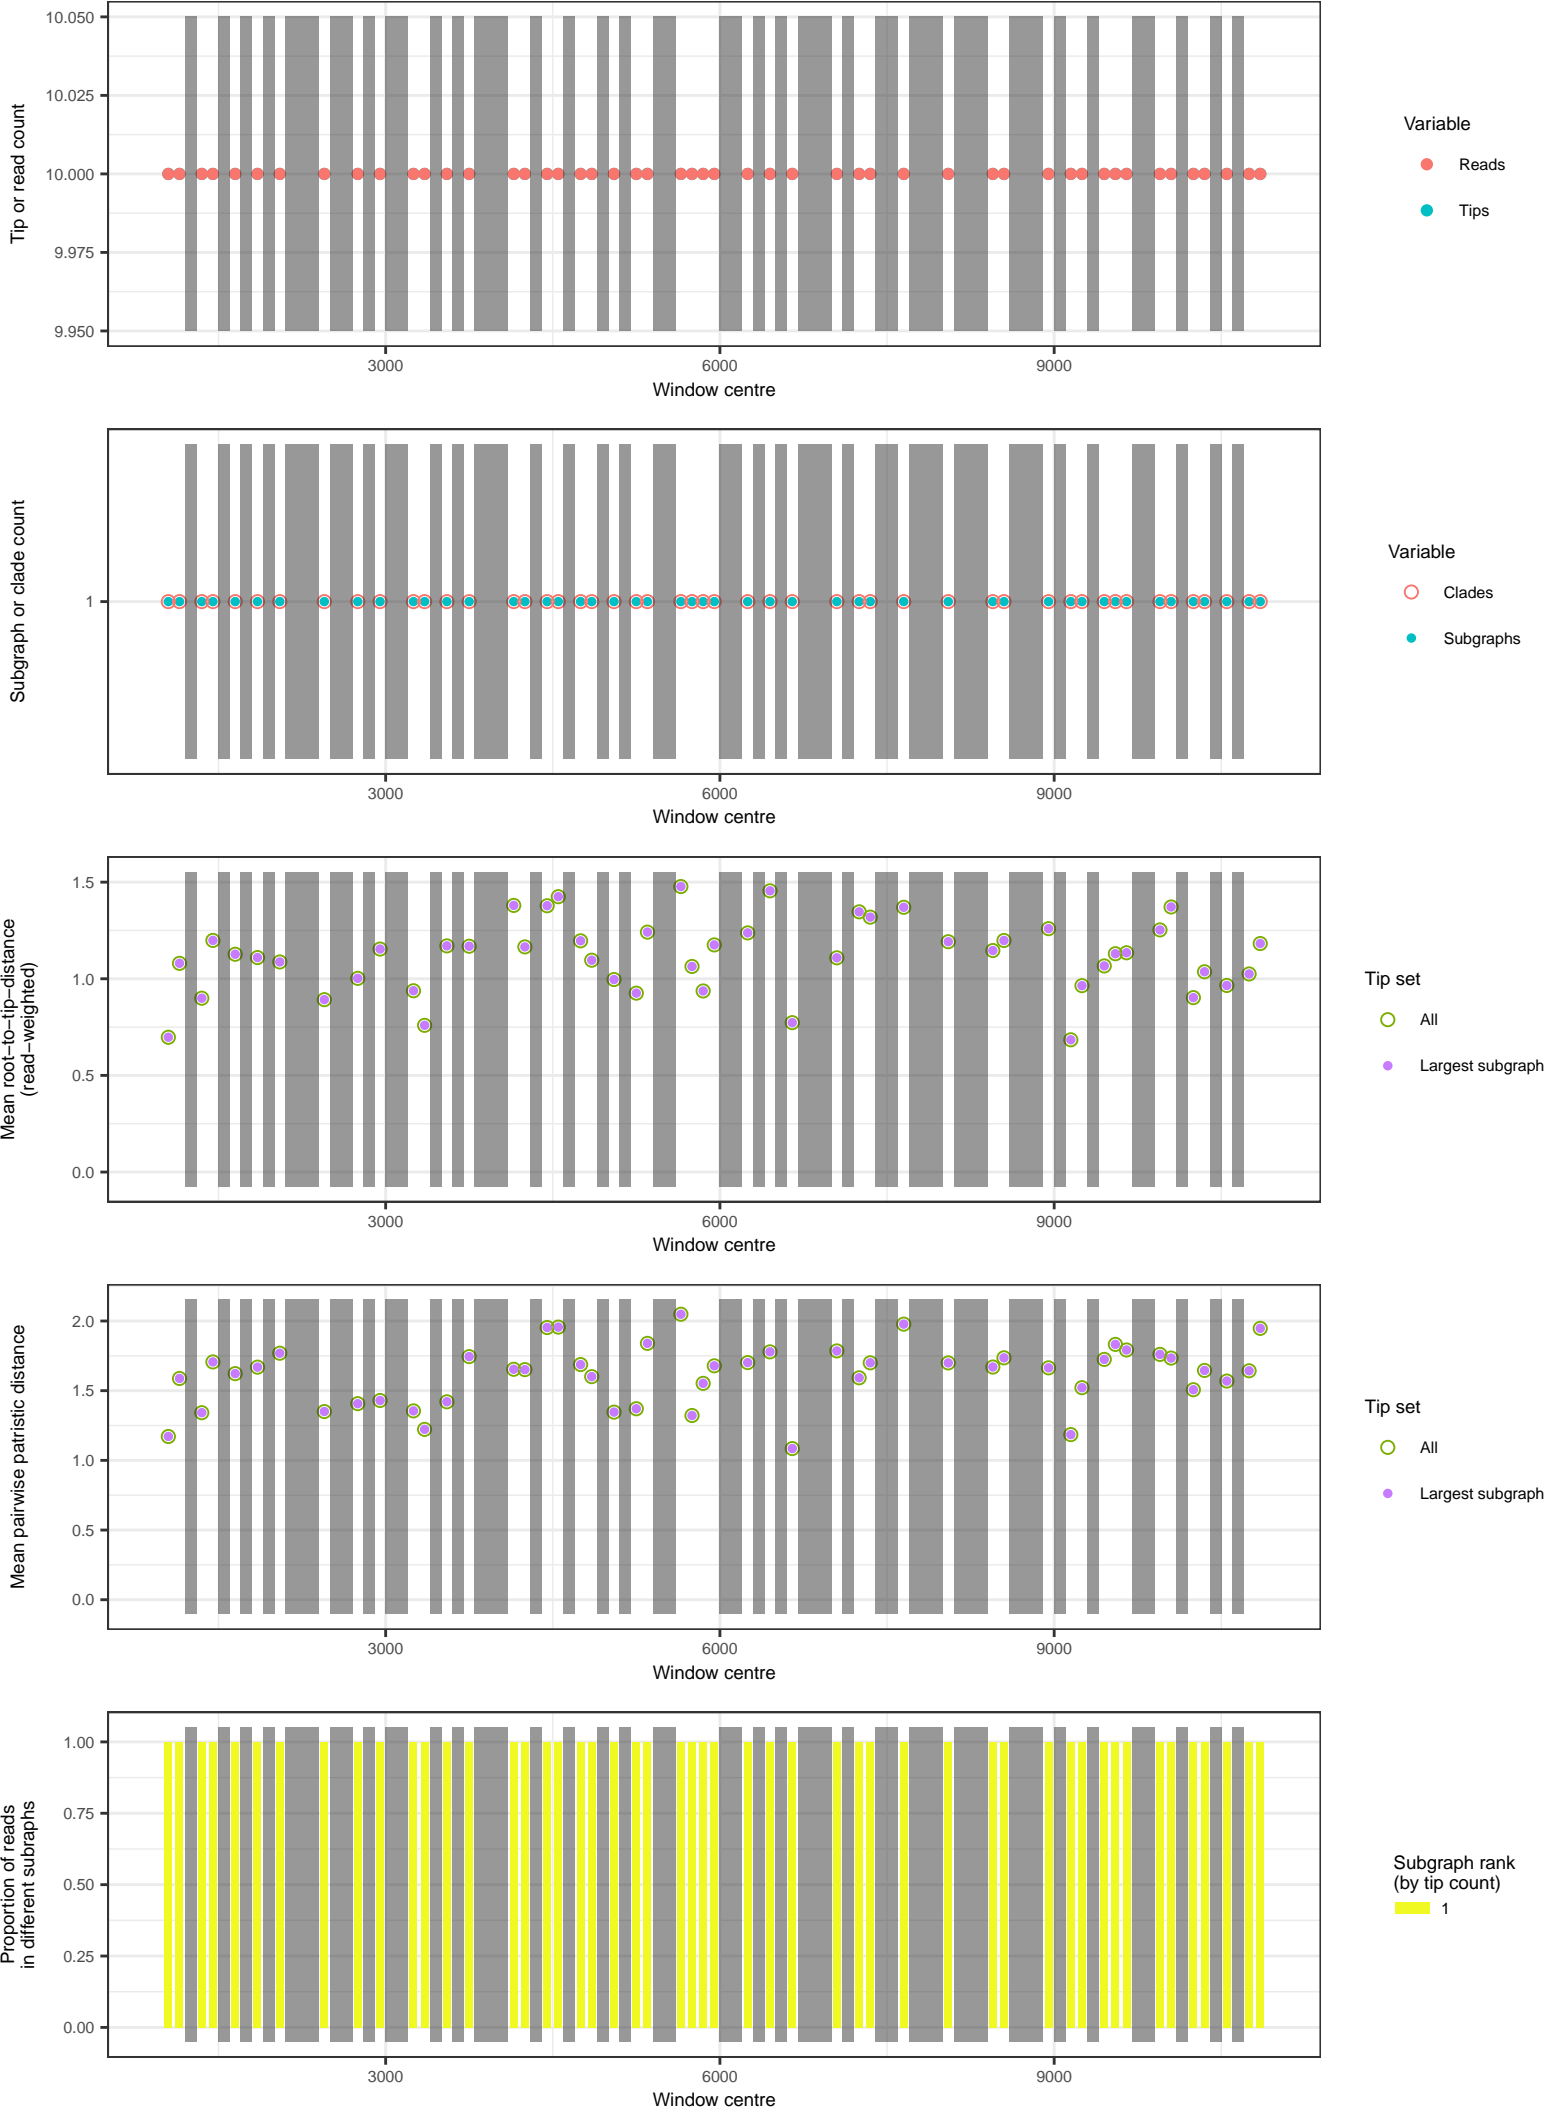 10.050
10.025
10.000
9.975
9.950
Tip or read count
3000
6000
9000
Window centre
Variable
Reads
Tips
1
Subgraph or clade count
3000
6000
9000
Window centre
Variable
Clades
Subgraphs
1.5
1.0
0.5
0.0
Mean root−to−tip−distance
(read−weighted)
3000
6000
9000
Window centre
Tip set
All
Largest subgraph
2.0
1.5
1.0
0.5
0.0
Mean pairwise patristic distance
3000
6000
9000
Window centre
Tip set
All
Largest subgraph
1.00
0.75
0.50
0.25
0.00
Proportion of reads
in different subraphs
3000
6000
9000
Window centre
Subgraph rank
(by tip count)
1